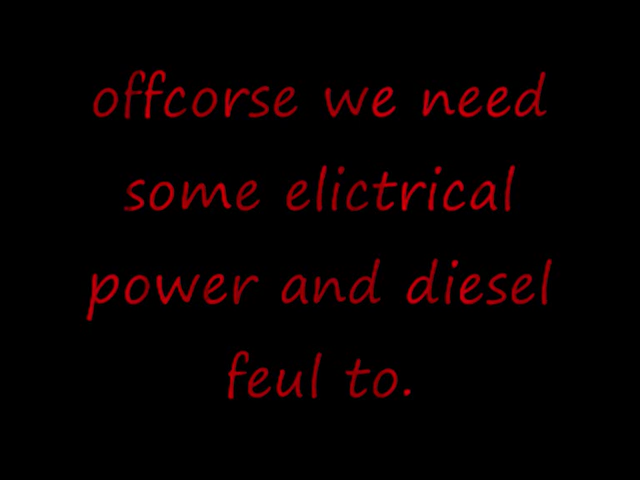 offcorse we need
some elictrical
power and diesel
feul to.